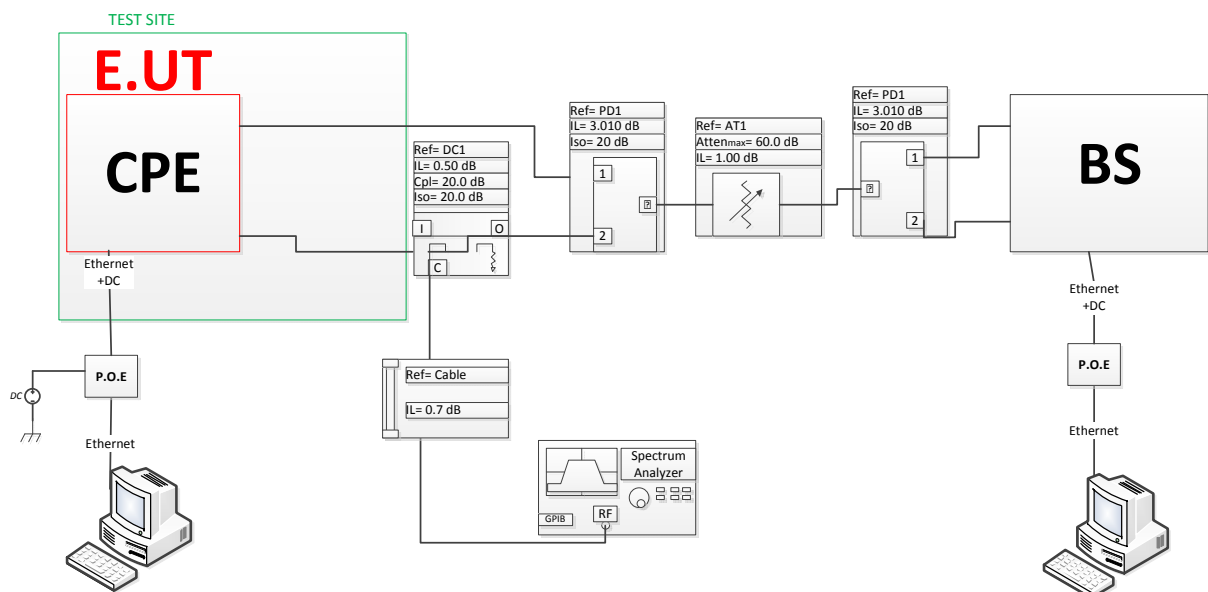 TEST SITE
E.UT
CPE
Ethernet
+DC
P.O.E
DC
Ethernet
Ref= DC1
IL= 0.50 dB
Cpl= 20.0 dB
Iso= 20.0 dB
I
O
C
Ref= Cable
IL= 0.7 dB
Spectrum
Analyzer
GPIB
RF
Ref= PD1
IL= 3.010 dB
Iso= 20 dB
1
2
?
Ref= AT1
Attenmax= 60.0 dB
IL= 1.00 dB
Ref= PD1
IL= 3.010 dB
Iso= 20 dB
1
?
2
BS
Ethernet
+DC
P.O.E
Ethernet